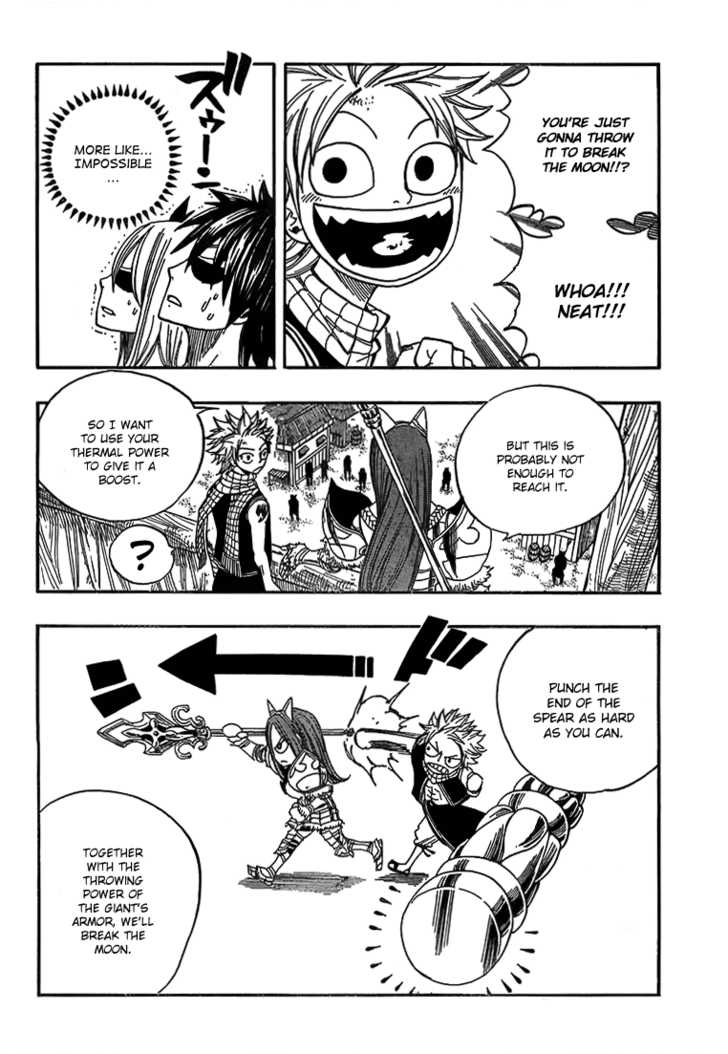 YOU'RE JUST
GONNA THROW
IT TO BREAK
THE MOON!!?
WHOA!!!
NEAT!!!
スゥー・・
MORE LIKE...
IMPOSSIBLE
...
BUT THIS IS
PROBABLY NOT
ENOUGH TO
REACH IT.
SO I WANT
TO USE YOUR
THERMAL POWER
TO GIVE IT A
BOOST.
?
PUNCH THE
END OF THE
SPEAR AS HARD
AS YOU CAN.
TOGETHER
WITH THE
THROWING
POWER OF
THE GIANT'S
ARMOR, WE'LL
BREAK THE
MOON.